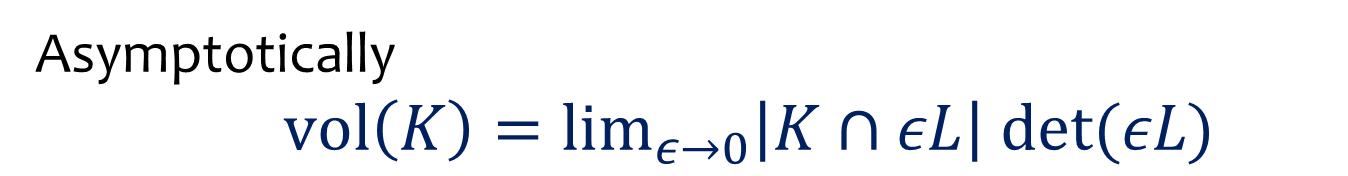 Asymptotically
vol(𝐾) = lim_{𝜖→0}|𝐾 ∩ 𝜖𝐿| det(𝜖𝐿)